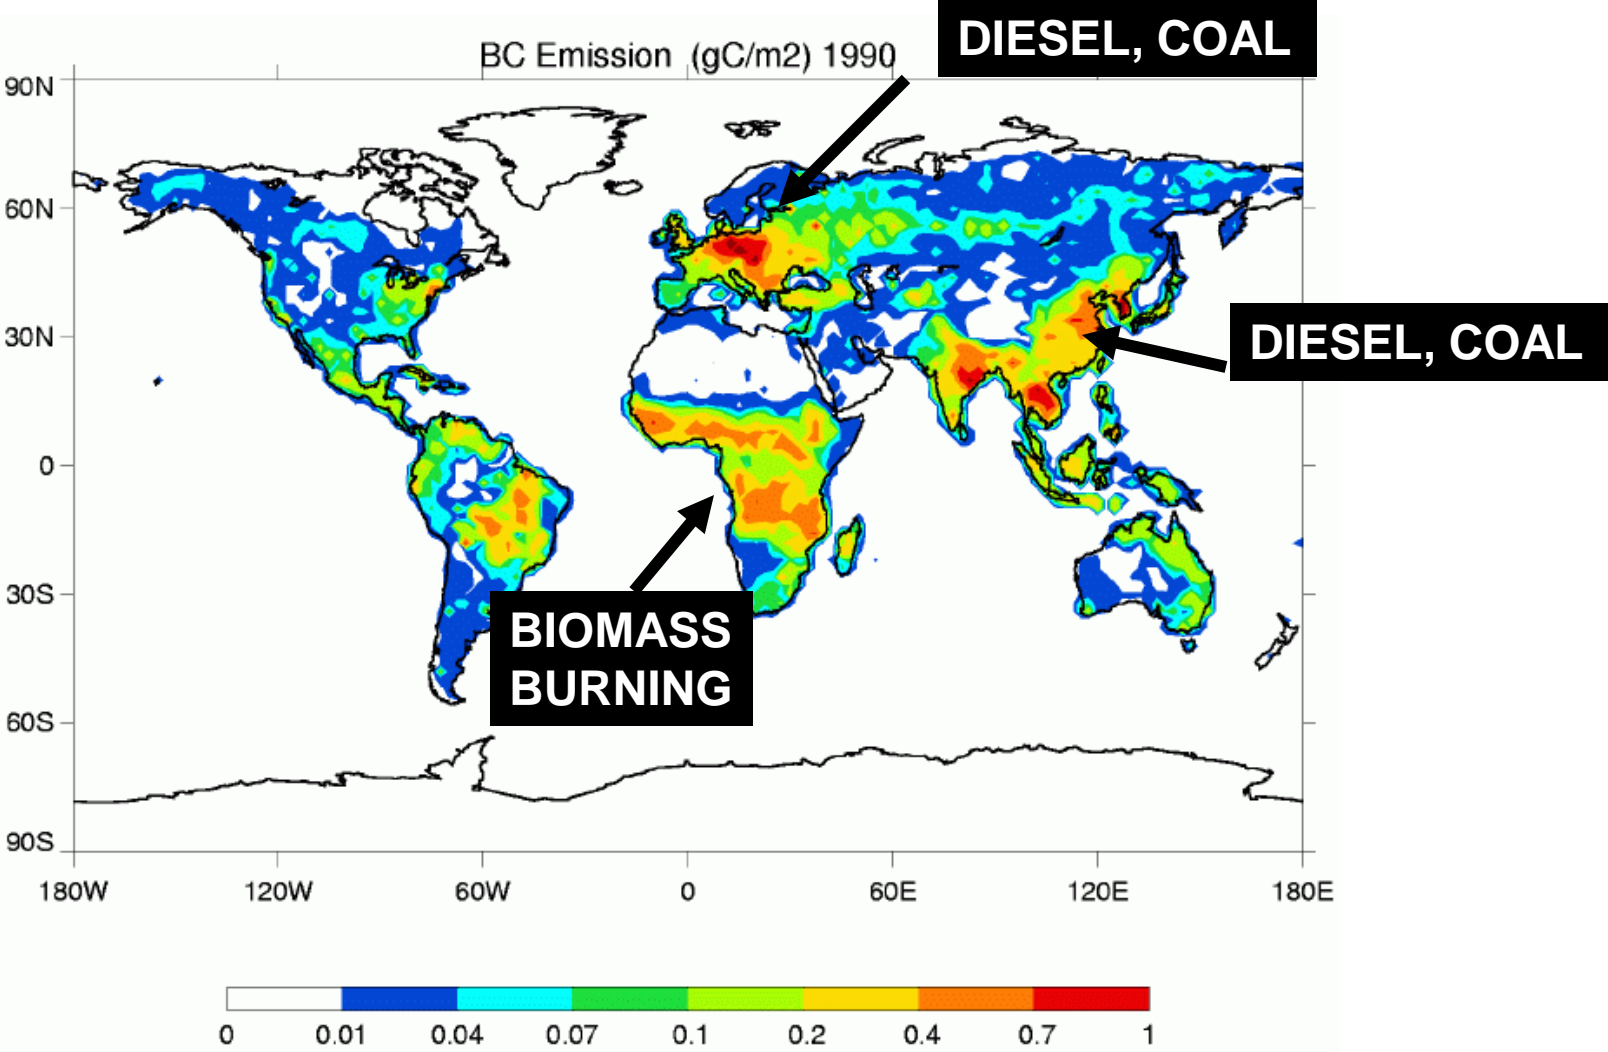 DIESEL, COAL
BC Emission (gC/m2) 1990
90N
60N
30N
0
30S
60S
90S
DIESEL, COAL
BIOMASS
BURNING
180W 120W 60W 0 60E 120E 180E
0 0.01 0.04 0.07 0.1 0.2 0.4 0.7 1